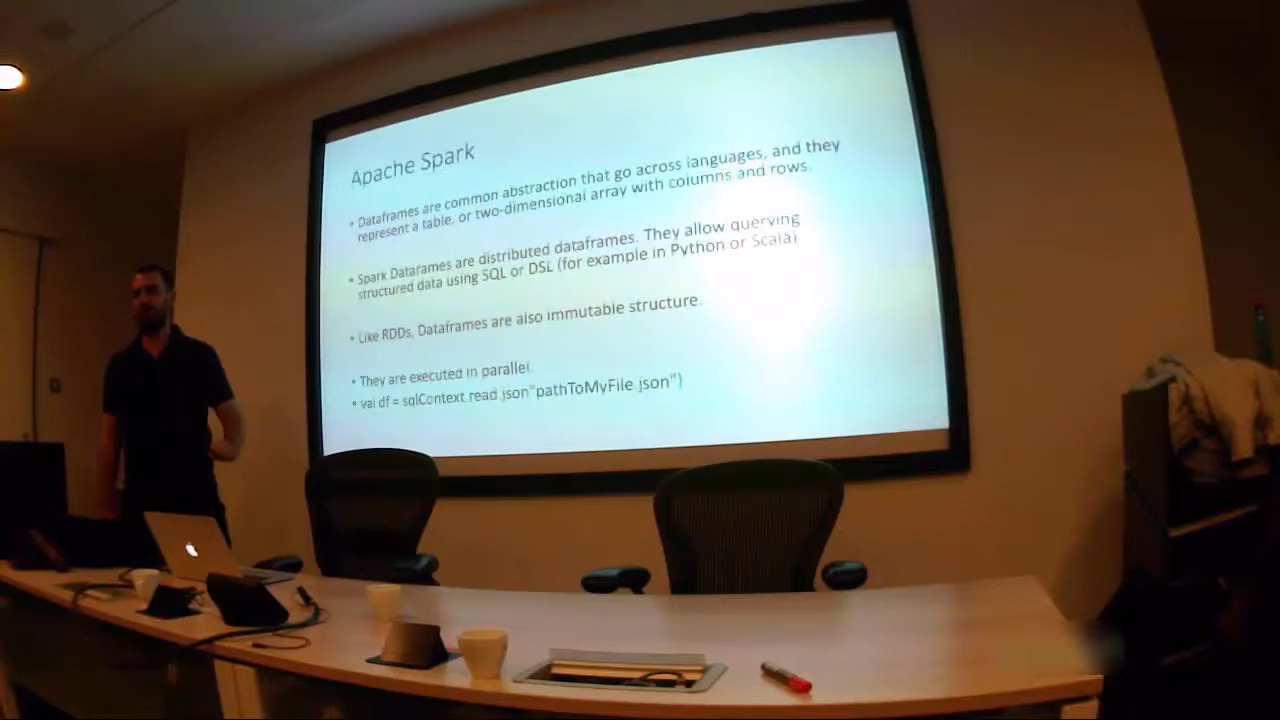 Apache Spark
• Dataframes are common abstraction that go across languages, and they
represent a table, or two-dimensional array with columns and rows.
• Spark Datarames are distributed dataframes. They allow querying
structured data using SQL or DSL (for example in Python or Scala)
• Like RDDs, Dataframes are also immutable structure.
• They are executed in parallel.
• val df = sqlContext.read.json"pathToMyFile.json")